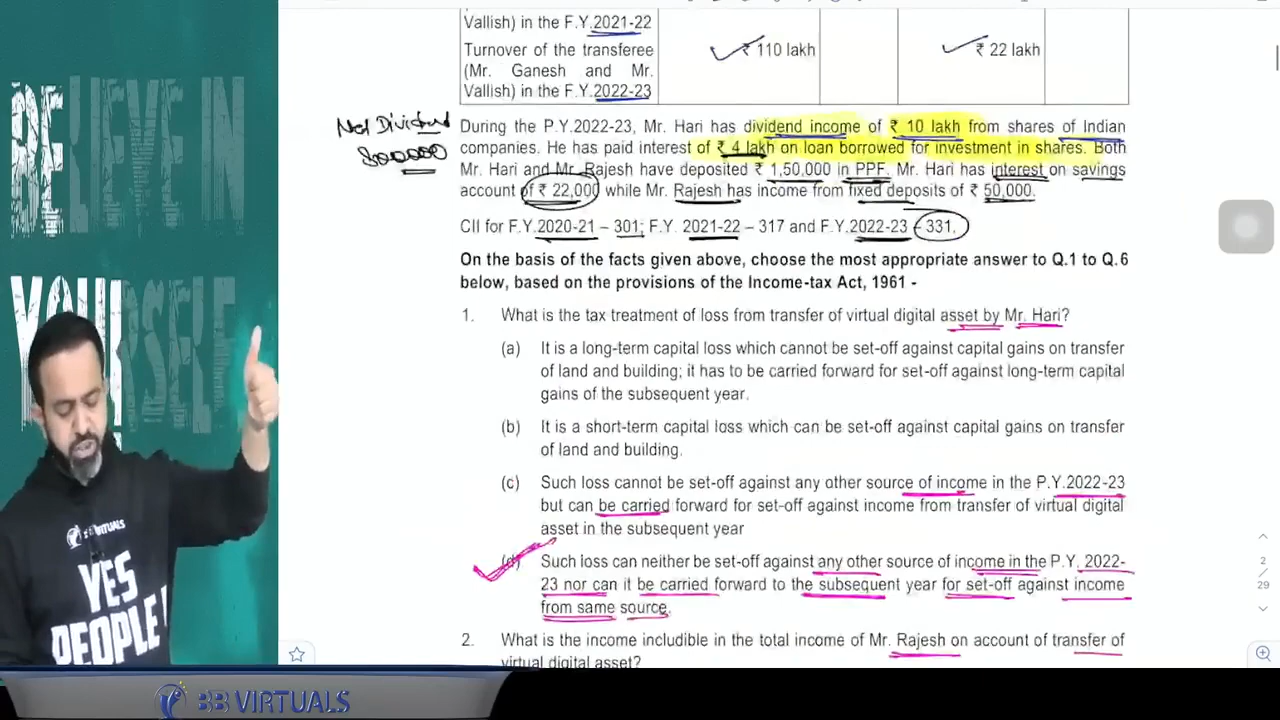 BELIEVE IN
YOURSELF
BB VIRTUALS
YES
PEOPLE!
BB VIRTUALS
Vallish) in the F.Y.2021-22
Turnover of the transferee
(Mr. Ganesh and Mr.
Vallish) in the F.Y.2022-23
₹ 110 lakh
₹ 22 lakh
Net Dividend
800000
During the P.Y.2022-23, Mr. Hari has dividend income of ₹ 10 lakh from shares of Indian
companies. He has paid interest of ₹ 4 lakh on loan borrowed for investment in shares. Both
Mr. Hari and Mr. Rajesh have deposited ₹ 1,50,000 in PPF. Mr. Hari has interest on savings
account of ₹ 22,000 while Mr. Rajesh has income from fixed deposits of ₹ 50,000.
CII for F.Y.2020-21 – 301; F.Y. 2021-22 – 317 and F.Y.2022-23 – 331.
On the basis of the facts given above, choose the most appropriate answer to Q.1 to Q.6
below, based on the provisions of the Income-tax Act, 1961 -
1. What is the tax treatment of loss from transfer of virtual digital asset by Mr. Hari?
(a) It is a long-term capital loss which cannot be set-off against capital gains on transfer
of land and building; it has to be carried forward for set-off against long-term capital
gains of the subsequent year.
(b) It is a short-term capital loss which can be set-off against capital gains on transfer
of land and building.
(c) Such loss cannot be set-off against any other source of income in the P.Y.2022-23
but can be carried forward for set-off against income from transfer of virtual digital
asset in the subsequent year
(d) Such loss can neither be set-off against any other source of income in the P.Y. 2022-
23 nor can it be carried forward to the subsequent year for set-off against income
from same source.
2. What is the income includible in the total income of Mr. Rajesh on account of transfer of
virtual digital asset?
2
/
29